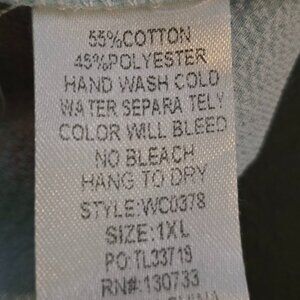 55%COTTON
45%POLYESTER
HAND WASH COLD
WATER SEPARA TELY
COLOR WILL BLEED
NO BLEACH
HANG TO DRY
STYLE:WC0378
SIZE:1XL
PO:TL33719
RN#:130733